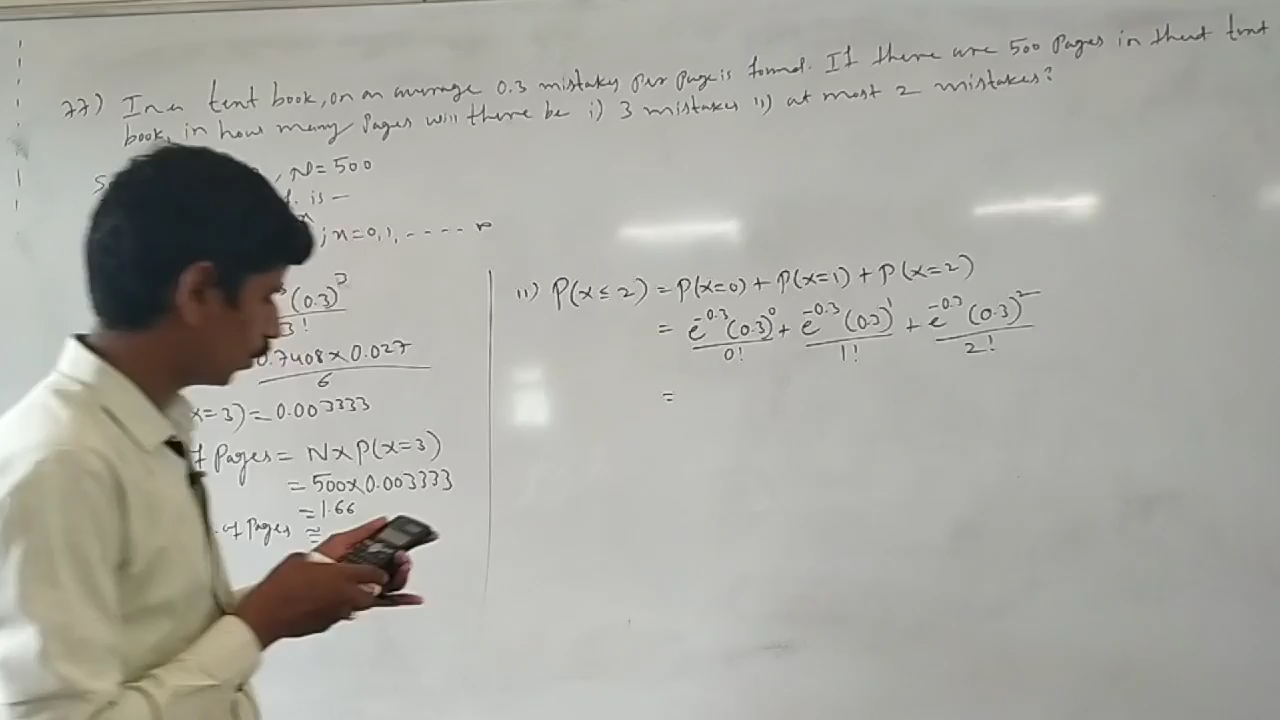 77) In a text book, on an average 0.3 mistakes per page is found. If there are 500 Pages in that text
book, in how many Pages will there be i) 3 mistakes ii) at most 2 mistakes?
S , N=500
is –
; x=0,1, - - - - r
(0.3)^3
3!
0.7408×0.027
6
x=3) = 0.003333
f Pages = N×P(x=3)
= 500×0.003333
= 1.66
. of Pages ≅
ii) P(x≤2) = P(x=0) + P(x=1) + P(x=2)
= e^-0.3 (0.3)^0 / 0! + e^-0.3 (0.3)^1 / 1! + e^-0.3 (0.3)^2 / 2!
=